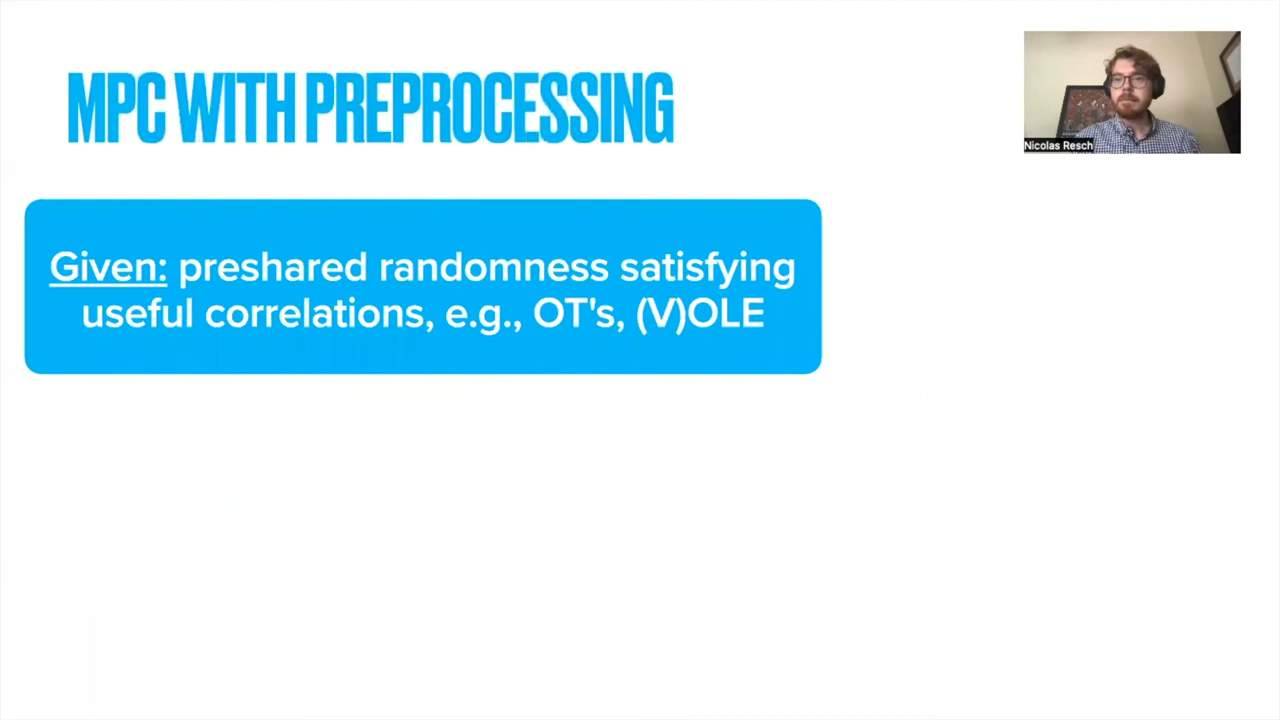 MPC WITH PREPROCESSING
Nicolas Resch
Given: preshared randomness satisfying
useful correlations, e.g., OT's, (V)OLE